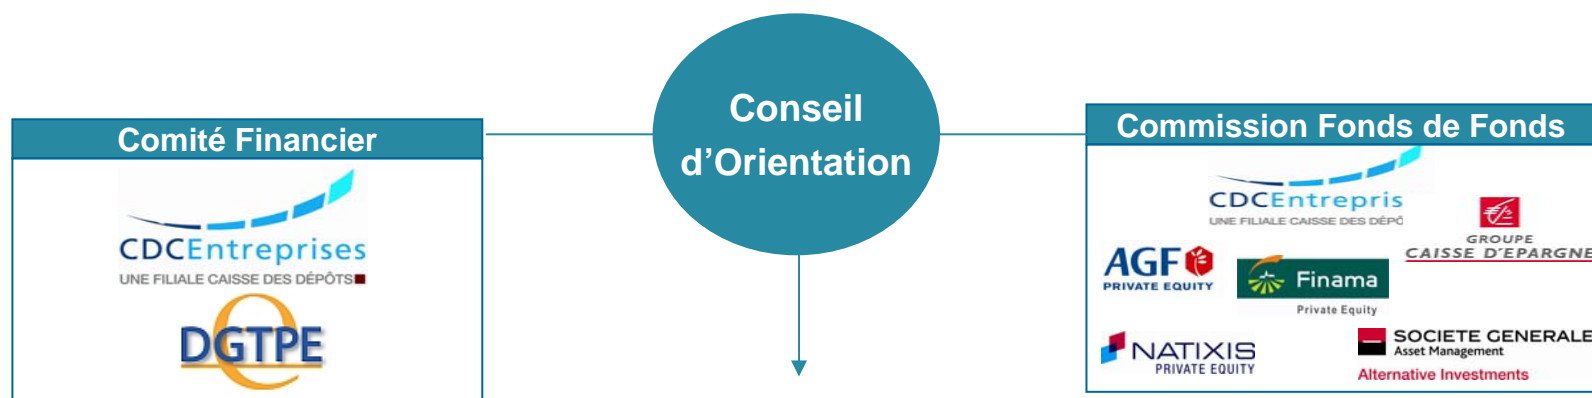 Conseil
d'Orientation
Comité Financier
CDCEntreprises
UNE FILIALE CAISSE DES DÉPÔTS
DGTPE
Commission Fonds de Fonds
CDCEntrepris
UNE FILIALE CAISSE DES DÉPÔ
GROUPE
CAISSE D'EPARGNE
AGF
PRIVATE EQUITY
Finama
Private Equity
NATIXIS
PRIVATE EQUITY
SOCIETE GENERALE
Asset Management
Alternative Investments